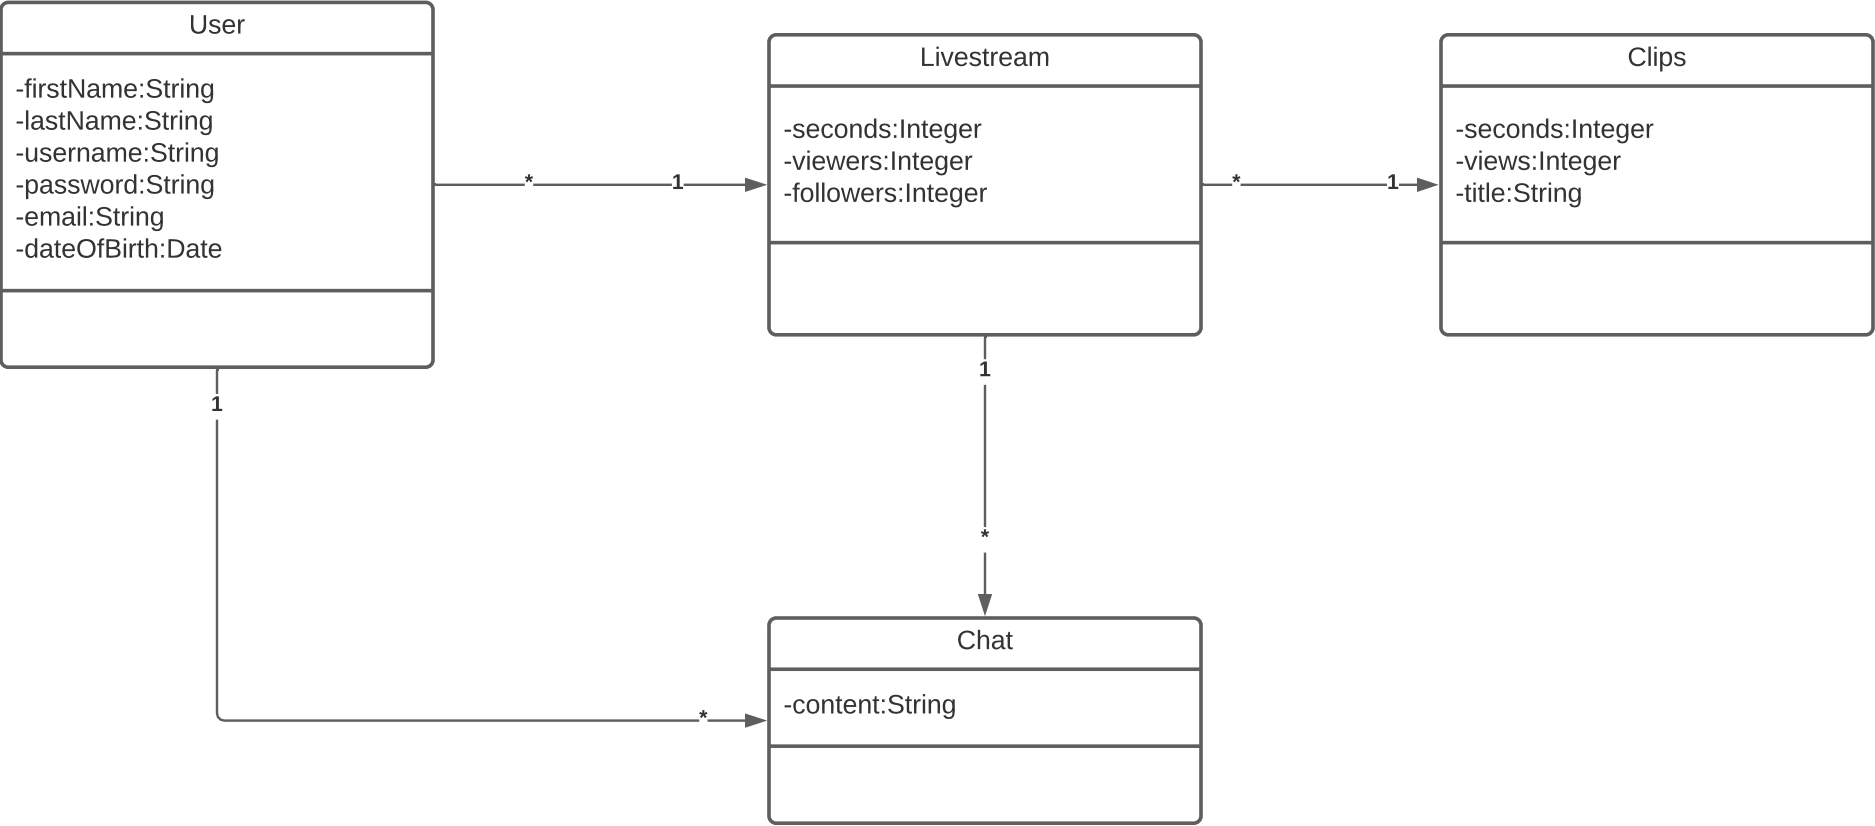 User
-firstName:String
-lastName:String
-username:String
-password:String
-email:String
-dateOfBirth:Date
Livestream
-seconds:Integer
-viewers:Integer
-followers:Integer
Clips
-seconds:Integer
-views:Integer
-title:String
*
1
*
1
1
*
1
*
Chat
-content:String